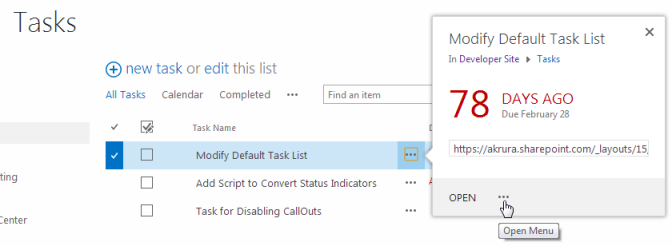 Tasks
new task or edit this list
All Tasks Calendar Completed ••• Find an item
Task Name
Modify Default Task List •••
Add Script to Convert Status Indicators •••
Task for Disabling CallOuts •••
ting
Center
Modify Default Task List
In Developer Site ▸ Tasks
78 DAYS AGO
Due February 28
https://akrura.sharepoint.com/_layouts/15
OPEN •••
Open Menu